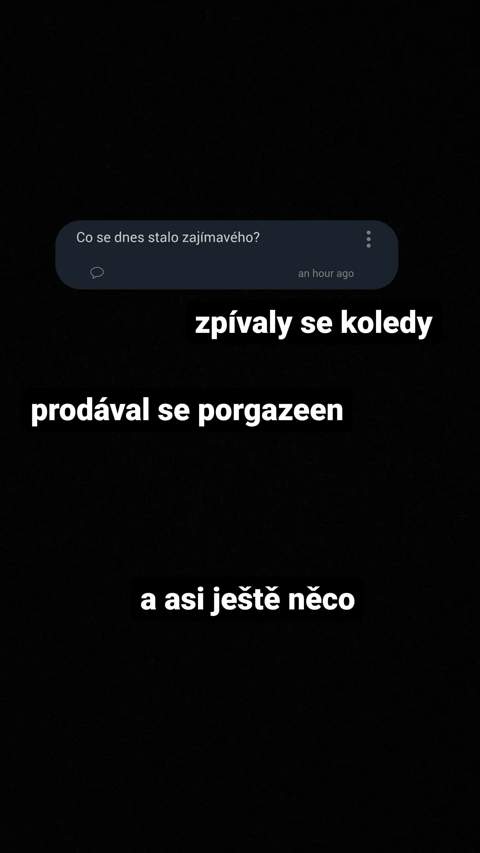 Co se dnes stalo zajímavého?
an hour ago
zpívaly se koledy
prodával se porgazeen
a asi ještě něco